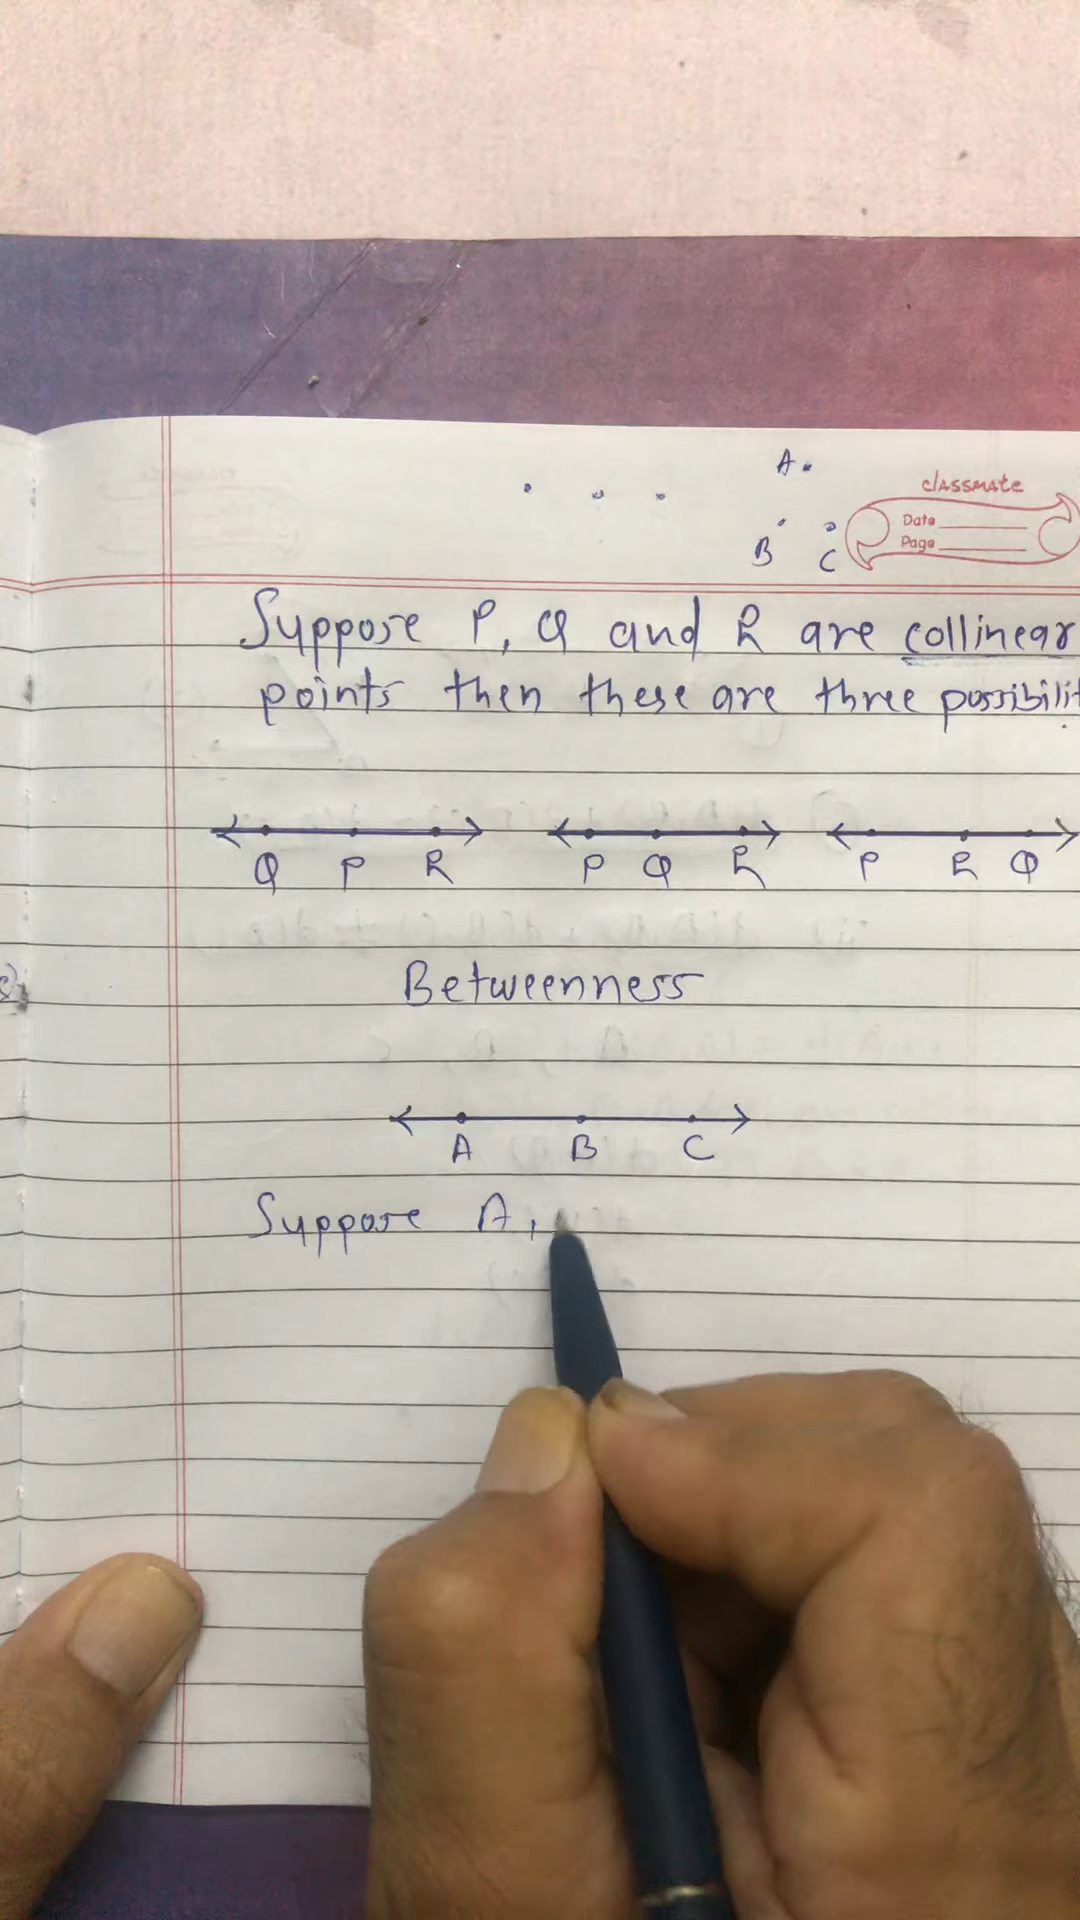 A
classmate
B C
Date
Page
Suppose P, Q and R are collinear
points then these are three possibilit
Q P R P Q R P R Q
Betweenness
A B C
Suppose A,